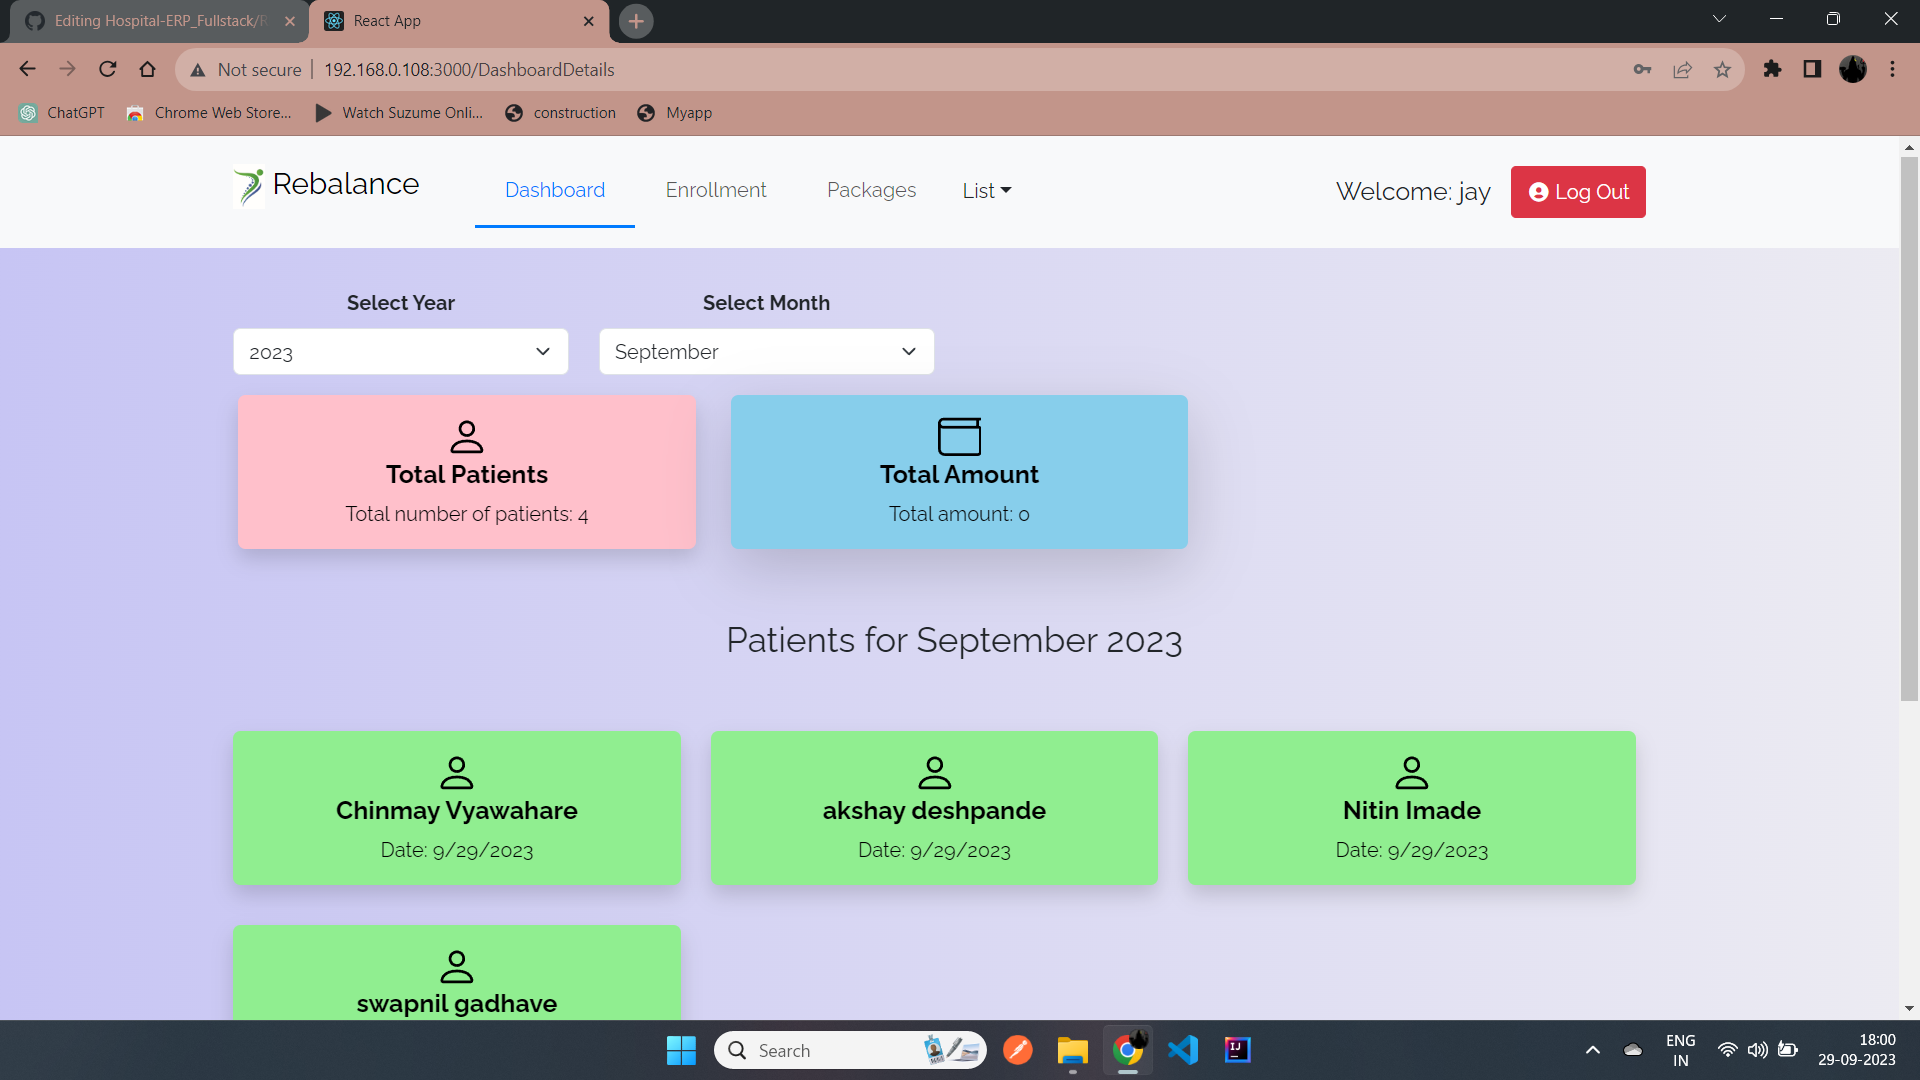 Editing Hospital-ERP_Fullstack/R
React App
Not secure
192.168.0.108:3000/DashboardDetails
ChatGPT
Chrome Web Store...
Watch Suzume Onli...
construction
Myapp
Rebalance
Dashboard
Enrollment
Packages
List
Welcome: jay
Log Out
Select Year
Select Month
2023
September
Total Patients
Total number of patients: 4
Total Amount
Total amount: 0
Patients for September 2023
Chinmay Vyawahare
Date: 9/29/2023
akshay deshpande
Date: 9/29/2023
Nitin Imade
Date: 9/29/2023
swapnil gadhave
Search
ENG
IN
18:00
29-09-2023